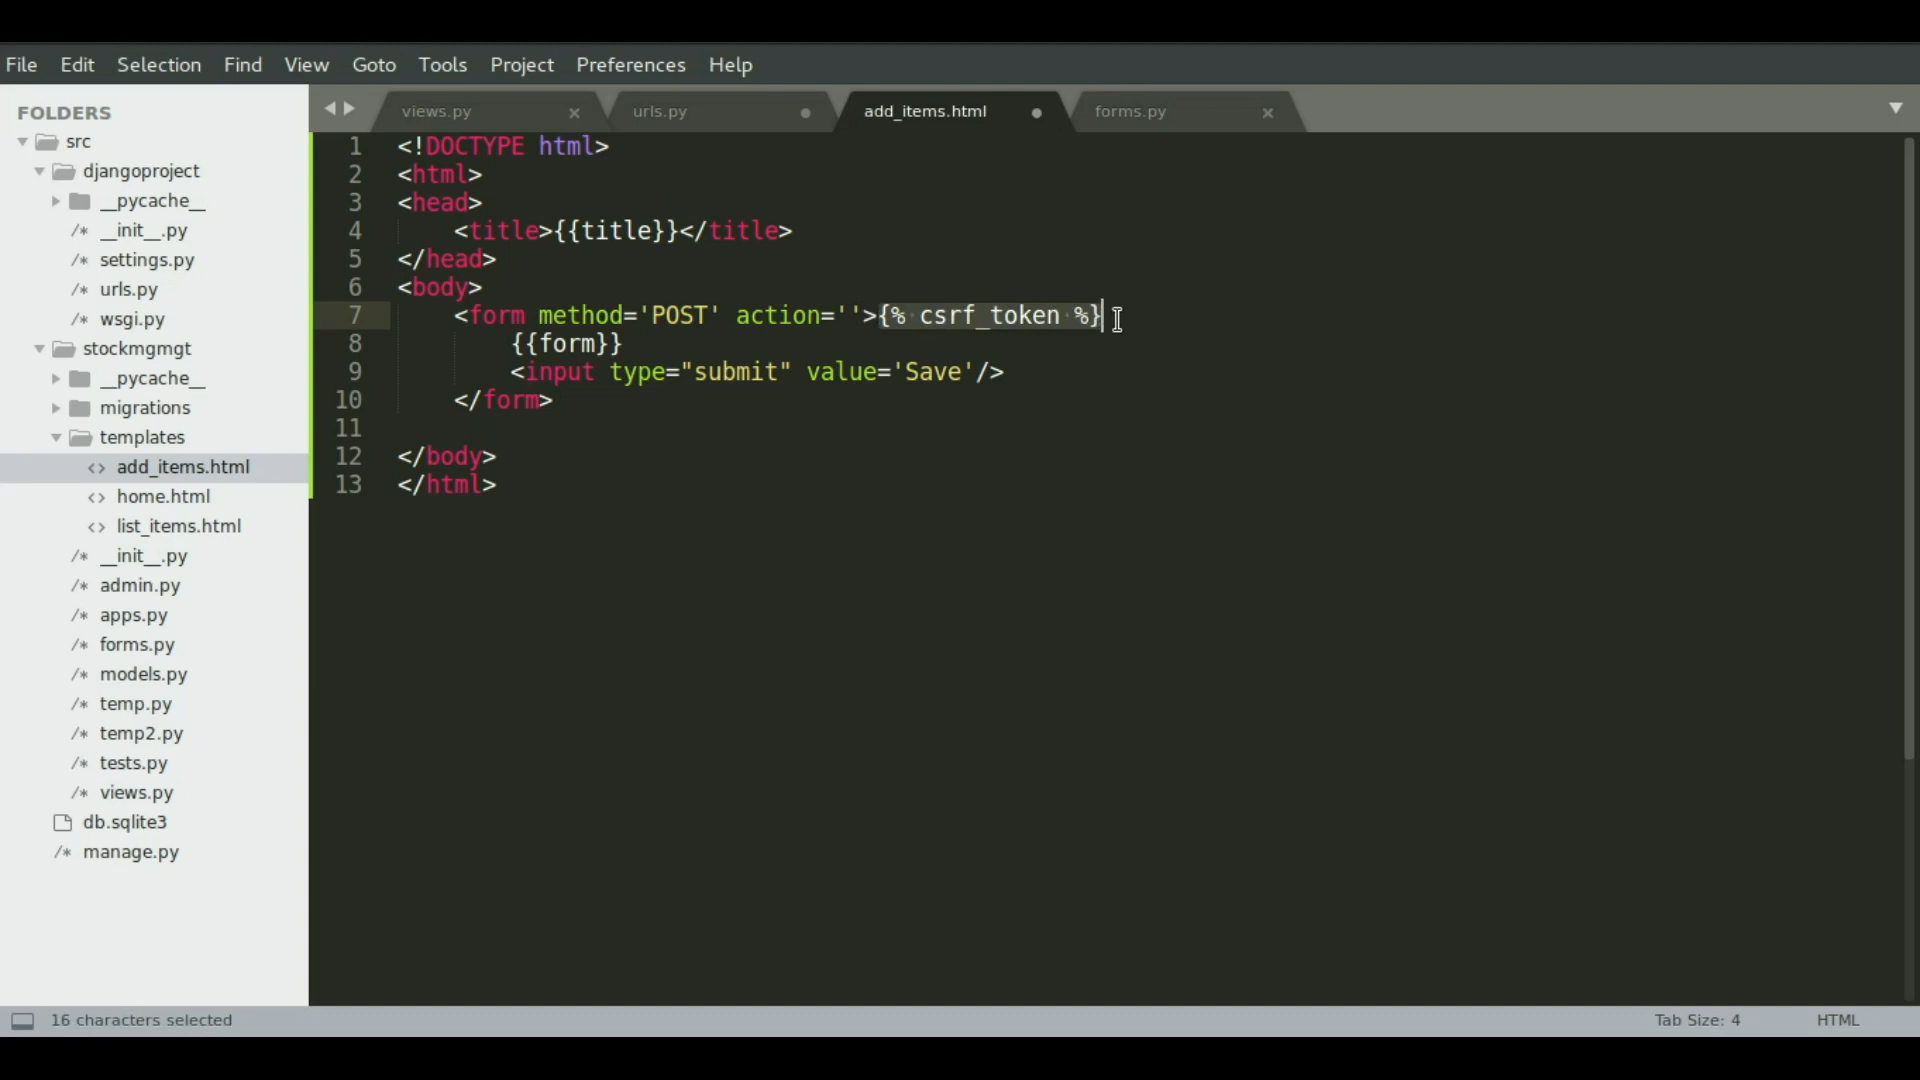 File Edit Selection Find View Goto Tools Project Preferences Help
FOLDERS
src
djangoproject
__pycache__
/* __init__.py
/* settings.py
/* urls.py
/* wsgi.py
stockmgmgt
__pycache__
migrations
templates
<> add_items.html
<> home.html
<> list_items.html
/* __init__.py
/* admin.py
/* apps.py
/* forms.py
/* models.py
/* temp.py
/* temp2.py
/* tests.py
/* views.py
db.sqlite3
/* manage.py
views.py × urls.py add_items.html forms.py ×
1 <!DOCTYPE html>
2 <html>
3 <head>
4 <title>{{title}}</title>
5 </head>
6 <body>
7 <form method='POST' action=''>{% csrf_token %}
8 {{form}}
9 <input type="submit" value='Save'/>
10 </form>
11
12 </body>
13 </html>
16 characters selected
Tab Size: 4 HTML